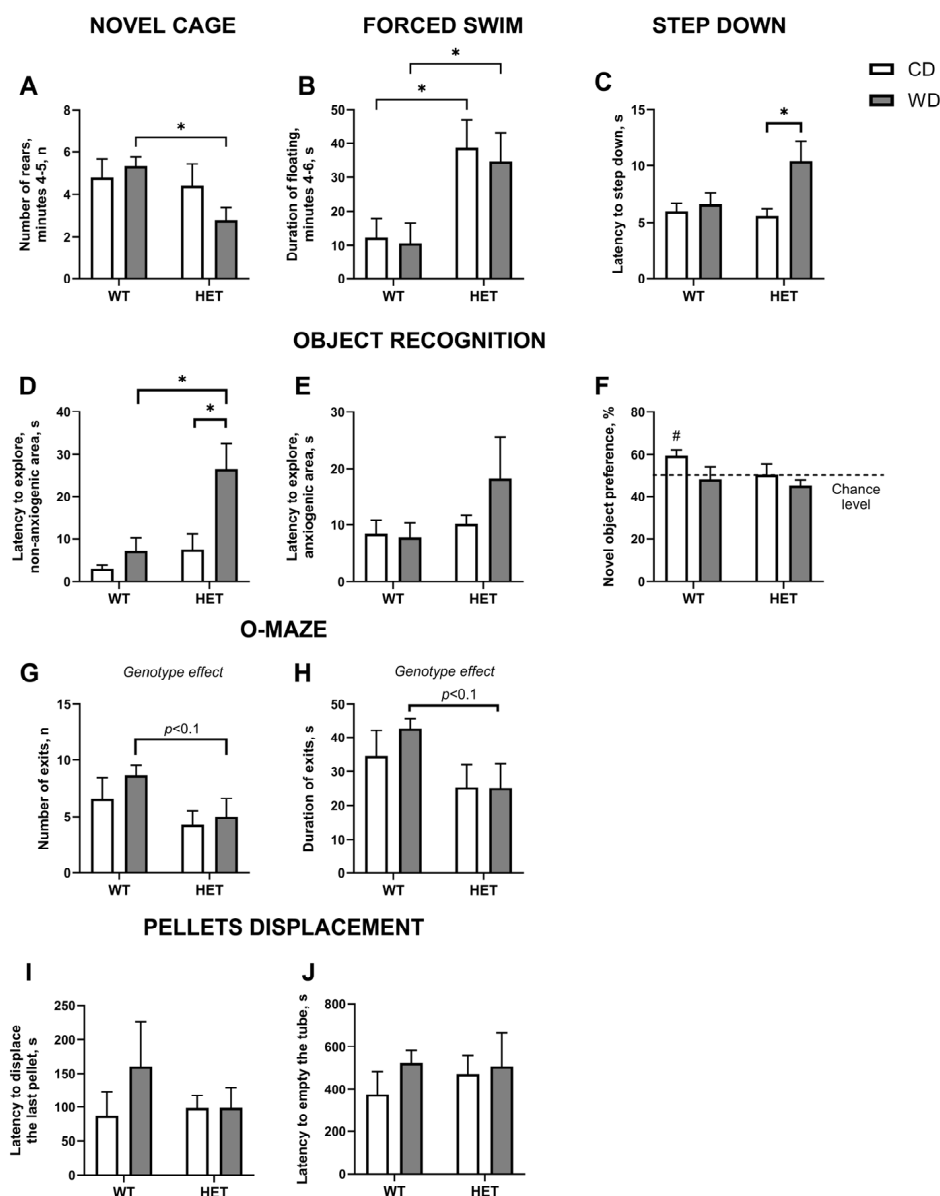 NOVEL CAGE
FORCED SWIM
STEP DOWN
CD
WD
A
Number of rears,
minutes 4-5, n
8
6
4
2
0
*
WT
HET
B
Duration of floating,
minutes 4-6, s
50
40
30
20
10
0
*
*
WT
HET
C
Latency to step down, s
15
10
5
0
*
WT
HET
OBJECT RECOGNITION
D
Latency to explore,
non-anxiogenic area, s
40
30
20
10
0
*
*
WT
HET
E
Latency to explore,
anxiogenic area, s
30
20
10
0
WT
HET
F
Novel object preference, %
80
60
40
20
0
#
Chance
level
WT
HET
O-MAZE
G
Genotype effect
Number of exits, n
15
10
5
0
p<0.1
WT
HET
H
Genotype effect
Duration of exits, s
50
40
30
20
10
0
p<0.1
WT
HET
PELLETS DISPLACEMENT
I
Latency to displace
the last pellet, s
250
200
150
100
50
0
WT
HET
J
Latency to empty the tube, s
800
600
400
200
0
WT
HET